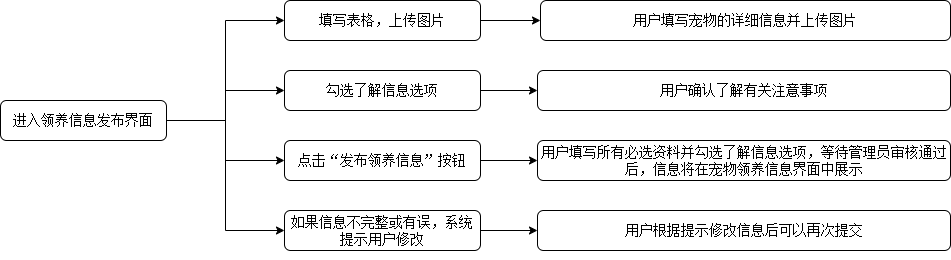 填写表格，上传图片
用户填写宠物的详细信息并上传图片
勾选了解信息选项
用户确认了解有关注意事项
进入领养信息发布界面
点击“发布领养信息”按钮
用户填写所有必选资料并勾选了解信息选项，等待管理员审核通过
后，信息将在宠物领养信息界面中展示
如果信息不完整或有误，系统
提示用户修改
用户根据提示修改信息后可以再次提交